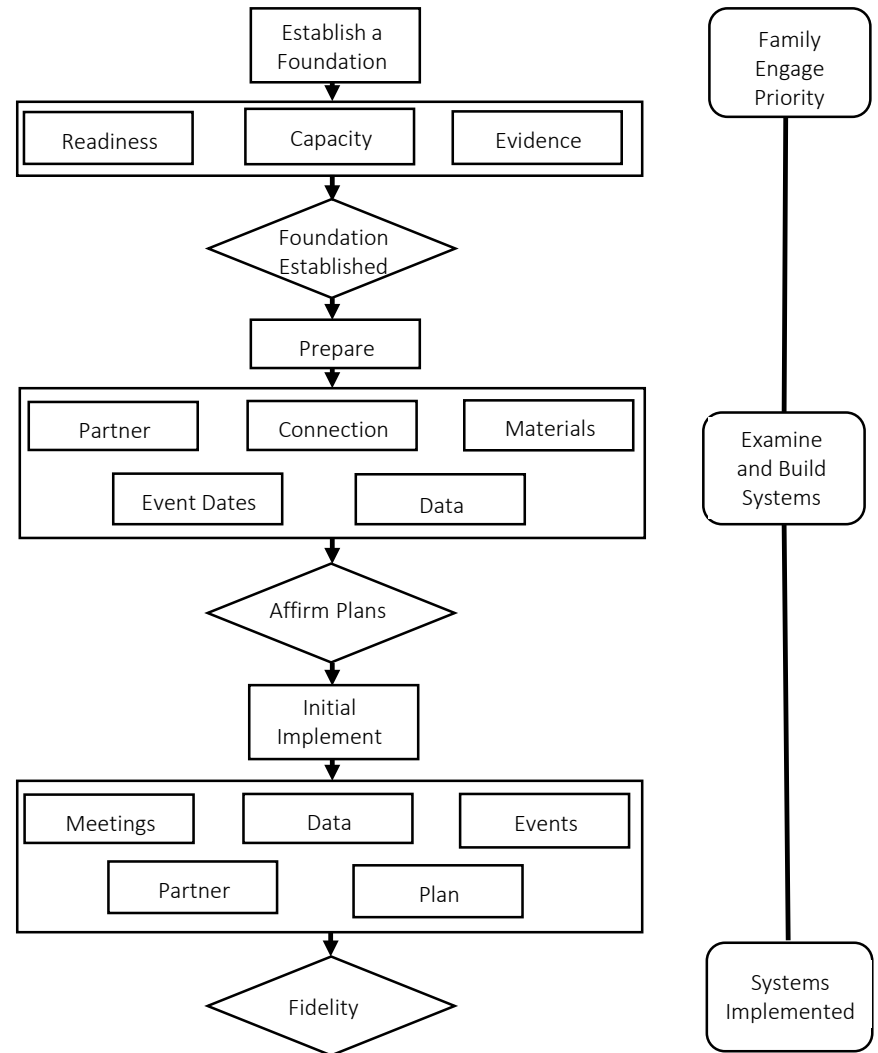 Establish a
Foundation
Readiness
Capacity
Evidence
Foundation
Established
Prepare
Partner
Connection
Materials
Event Dates
Data
Affirm Plans
Initial
Implement
Meetings
Data
Events
Partner
Plan
Fidelity
Family
Engage
Priority
Examine
and Build
Systems
Systems
Implemented